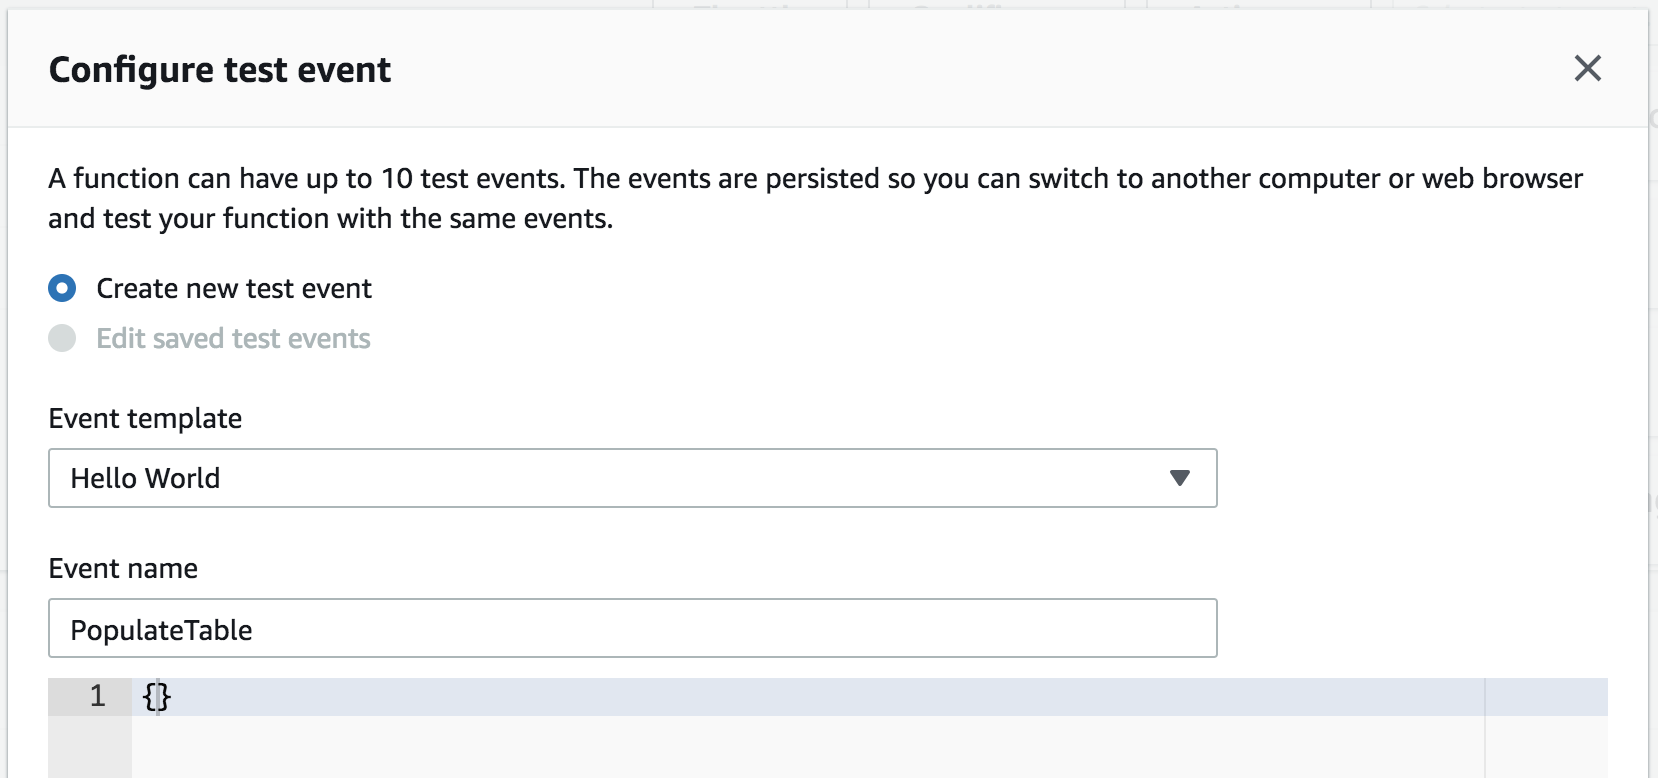 Configure test event
A function can have up to 10 test events. The events are persisted so you can switch to another computer or web browser
and test your function with the same events.
Create new test event
Edit saved test events
Event template
Hello World
Event name
PopulateTable
1 {}